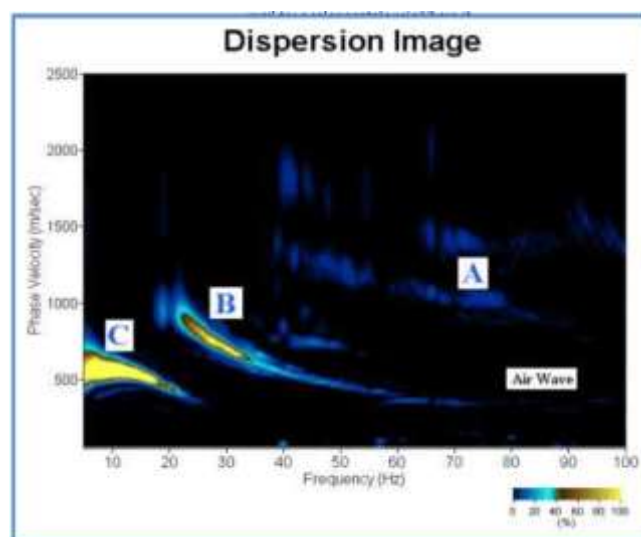 Dispersion Image
2500
2000
1500
1000
500
Phase Velocity (m/sec)
A
B
C
Air Wave
10 20 30 40 50 60 70 80 90 100
Frequency (Hz)
0 20 40 60 80 100
(%)